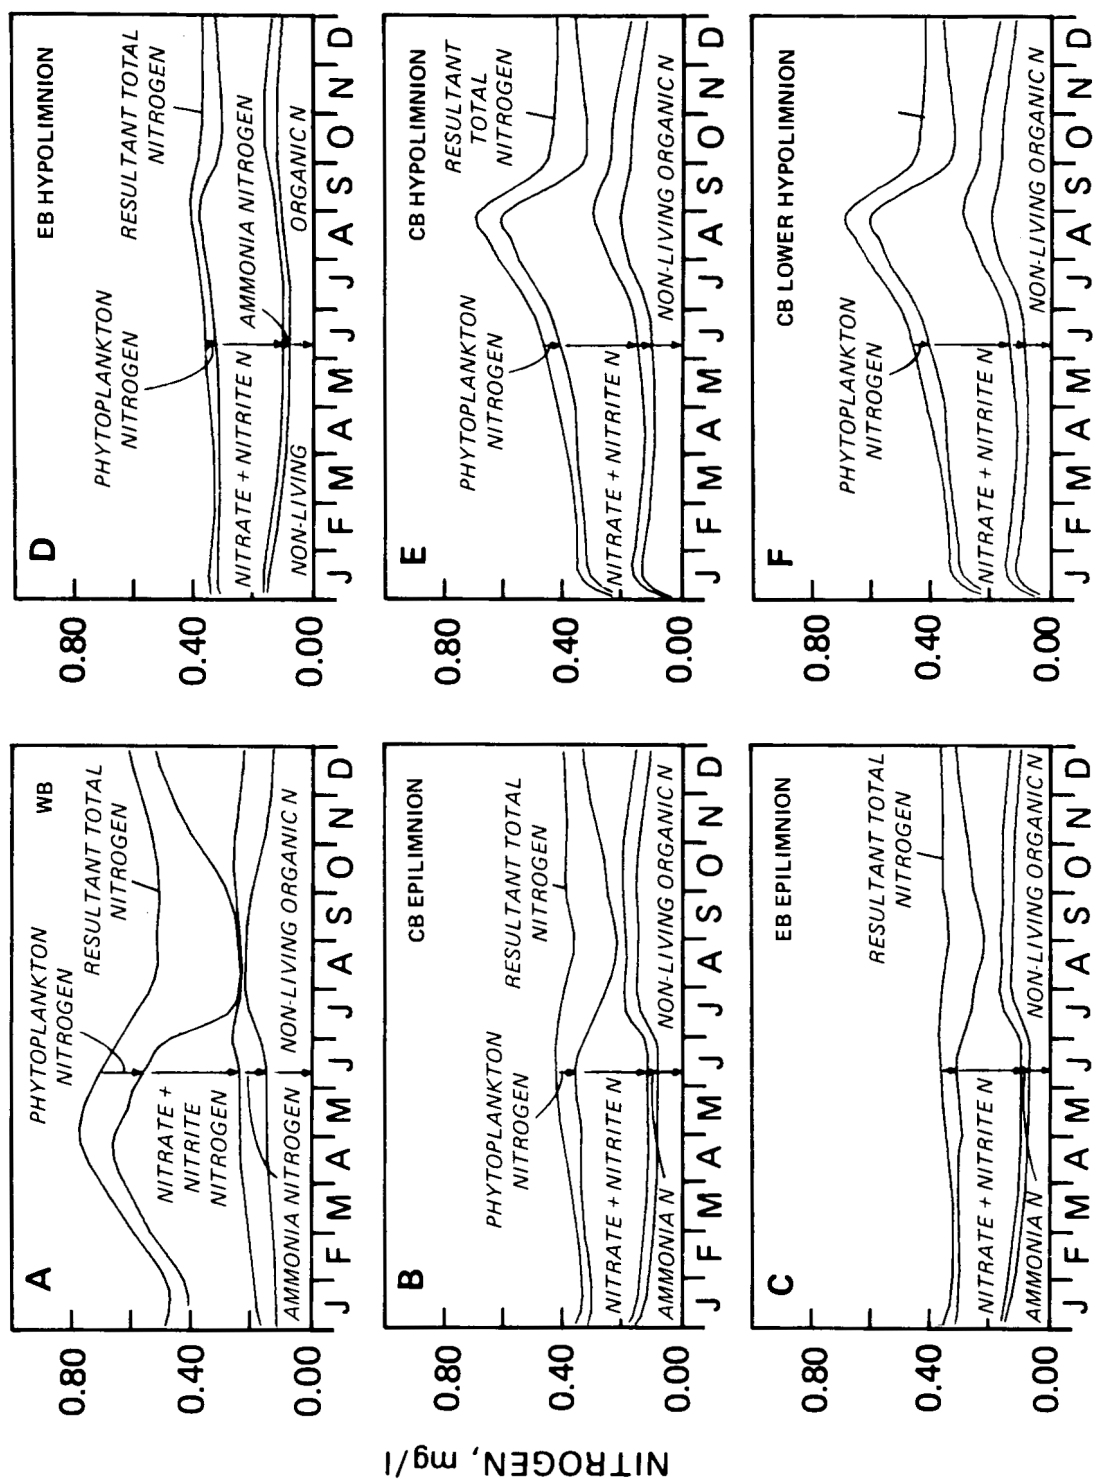 NITROGEN, mg/l
A
WB
PHYTOPLANKTON
NITROGEN
RESULTANT TOTAL
NITROGEN
NITRATE +
NITRITE
NITROGEN
AMMONIA NITROGEN
NON-LIVING ORGANIC N
0.80
0.40
0.00
J F M A M J J A S O N D
B
CB EPILIMNION
PHYTOPLANKTON
NITROGEN
RESULTANT TOTAL
NITROGEN
NITRATE + NITRITE N
AMMONIA N
NON-LIVING ORGANIC N
0.80
0.40
0.00
J F M A M J J A S O N D
C
EB EPILIMNION
RESULTANT TOTAL
NITROGEN
NITRATE + NITRITE N
AMMONIA N
NON-LIVING ORGANIC N
0.80
0.40
0.00
J F M A M J J A S O N D
D
EB HYPOLIMNION
PHYTOPLANKTON
NITROGEN
RESULTANT TOTAL
NITROGEN
NITRATE + NITRITE N
AMMONIA NITROGEN
NON-LIVING ORGANIC N
0.80
0.40
0.00
J F M A M J J A S O N D
E
CB HYPOLIMNION
PHYTOPLANKTON
NITROGEN
RESULTANT
TOTAL
NITROGEN
NITRATE + NITRITE N
NON-LIVING ORGANIC N
0.80
0.40
0.00
J F M A M J J A S O N D
F
CB LOWER HYPOLIMNION
PHYTOPLANKTON
NITROGEN
NITRATE + NITRITE N
NON-LIVING ORGANIC N
0.80
0.40
0.00
J F M A M J J A S O N D